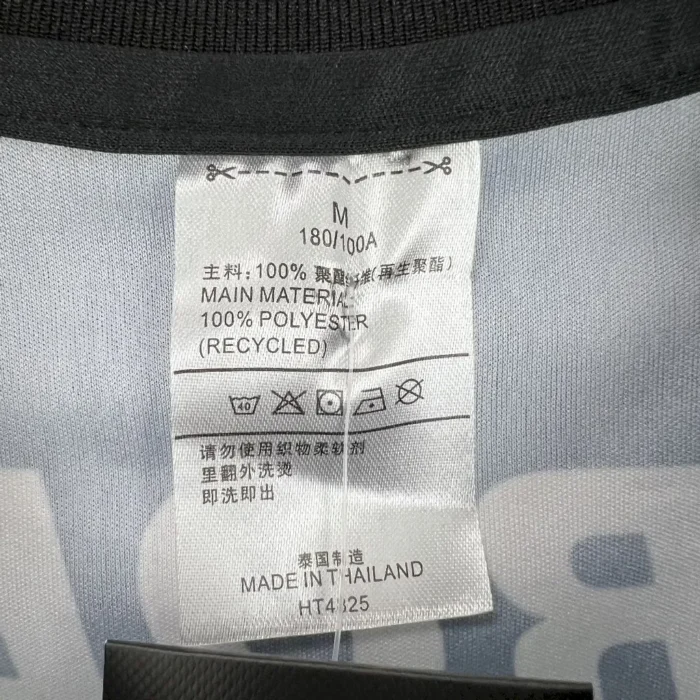 M
180/100A
主料:100% 聚酯纤维(再生聚酯)
MAIN MATERIAL:
100% POLYESTER
(RECYCLED)
40
请勿使用织物柔软剂
里翻外洗烫
即洗即出
泰国制造
MADE IN THAILAND